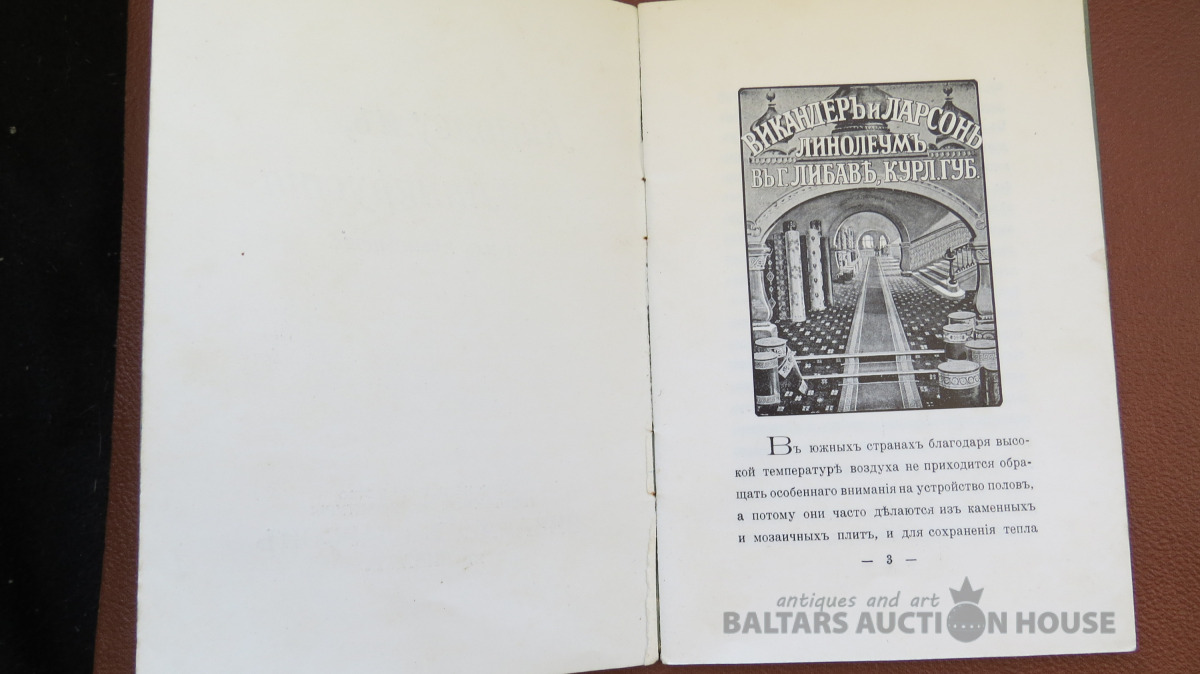 ВИКАНДЕРЪ и ЛАРСОНЪ
ЛИНОЛЕУМЪ
ВЪ Г. ЛИБАВѢ, КУРЛ. ГУБ.
Въ южныхъ странахъ благодаря высо-
кой температурѣ воздуха не приходится обра-
щать особеннаго вниманія на устройство половъ,
а потому они часто дѣлаются изъ каменныхъ
и мозаичныхъ плитъ, и для сохраненія тепла
— 3 —
antiques and art
BALTARS AUCTION HOUSE